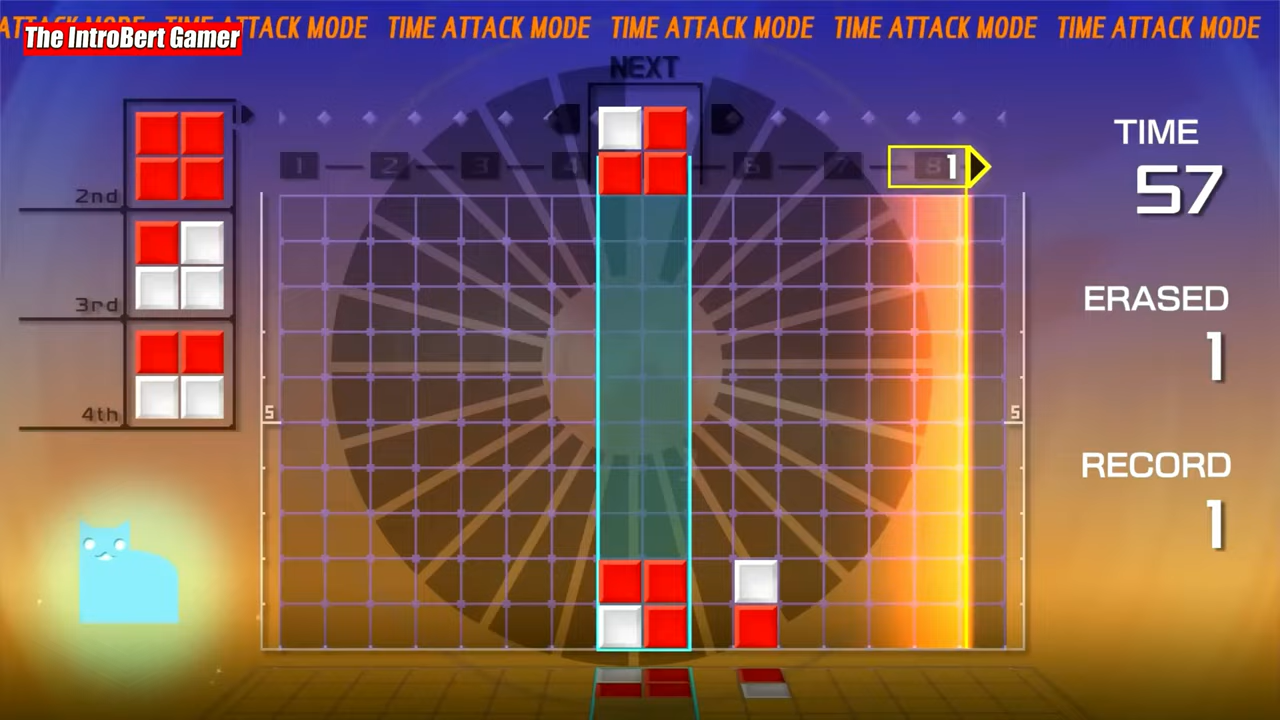 ATTACK MODE TIME ATTACK MODE TIME ATTACK MODE TIME ATTACK MODE TIME ATTACK MODE TIME ATTACK MODE
The IntroBert Gamer
NEXT
1 2 3 4 6 7 8 1
2nd
3rd
4th
5 5
TIME
57
ERASED
1
RECORD
1